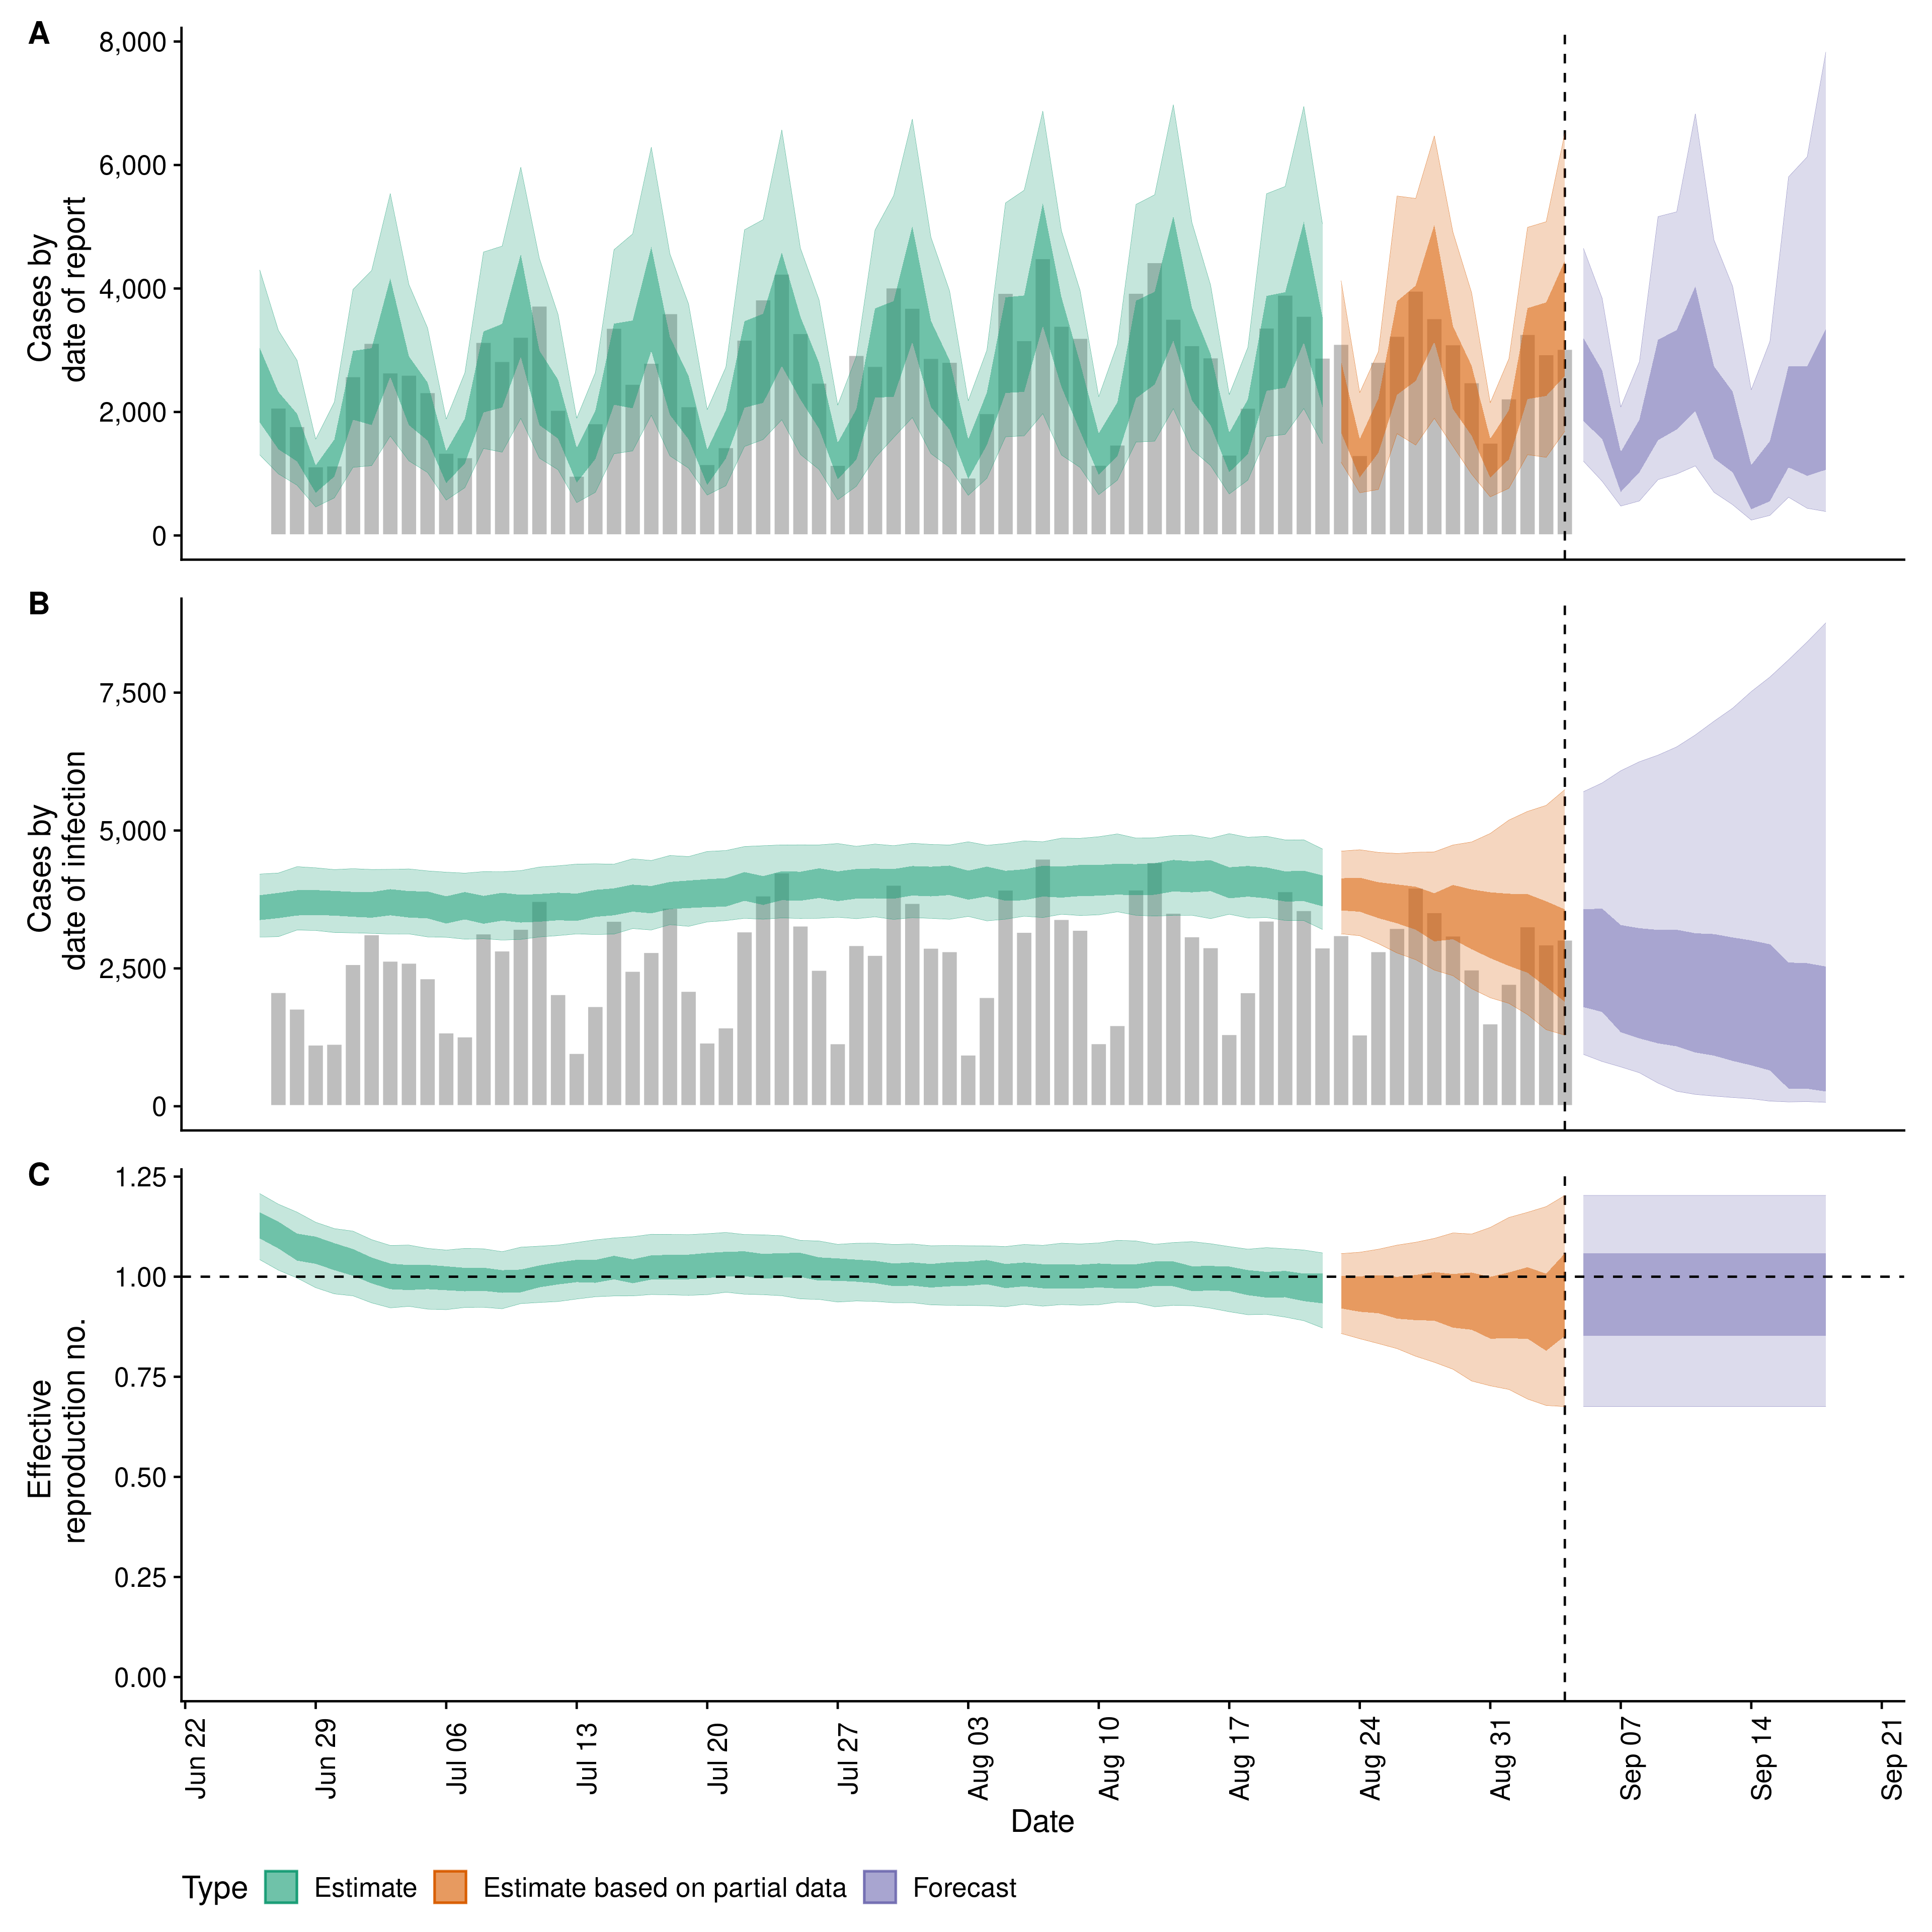 A
8,000
6,000
4,000
2,000
0
Cases by
date of report
B
7,500
5,000
2,500
0
Cases by
date of infection
C
1.25
1.00
0.75
0.50
0.25
0.00
Effective
reproduction no.
Jun 22
Jun 29
Jul 06
Jul 13
Jul 20
Jul 27
Aug 03
Aug 10
Aug 17
Aug 24
Aug 31
Sep 07
Sep 14
Sep 21
Date
Type Estimate Estimate based on partial data Forecast